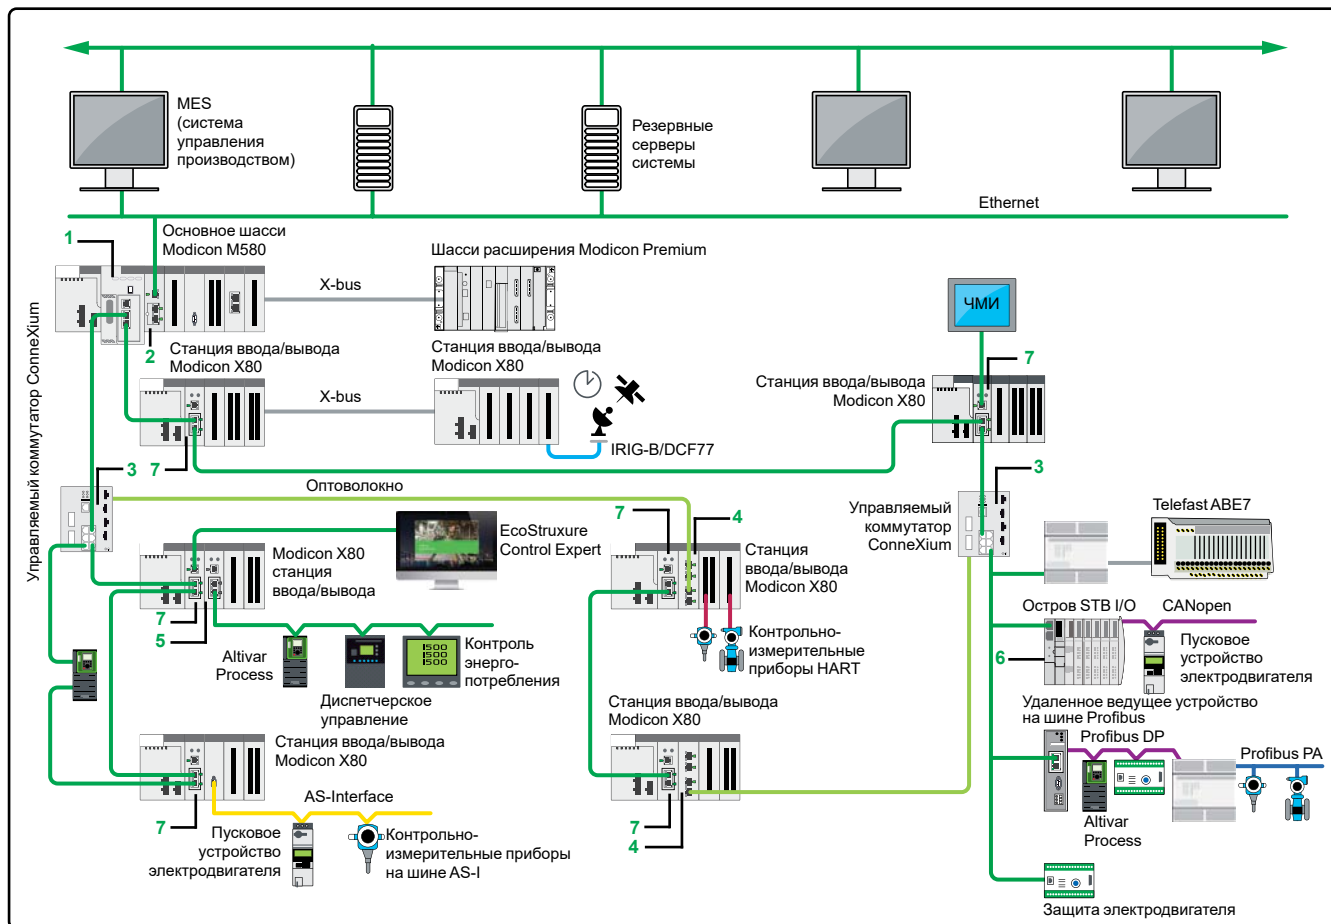 MES
(система
управления
производством)
Резервные
серверы
системы
Ethernet
Основное шасси
Modicon M580
1
2
X-bus
Шасси расширения Modicon Premium
ЧМИ
Управляемый коммутатор ConneXium
Станция ввода/вывода
Modicon X80
7
X-bus
Станция ввода/вывода
Modicon X80
IRIG-B/DCF77
Станция ввода/вывода
Modicon X80
7
3
Оптоволокно
3
Управляемый
коммутатор
ConneXium
Telefast ABE7
Modicon X80
станция
ввода/вывода
7
5
EcoStruxure
Control Expert
7
4
Станция
ввода/вывода
Modicon X80
Контрольно-
измерительные
приборы HART
Altivar
Process
Диспетчерское
управление
1500
1500
1500
Контроль
энерго-
потребления
Остров STB I/O
6
CANopen
Пусковое
устройство
электродвигателя
Удаленное ведущее устройство
на шине Profibus
Profibus DP
Profibus PA
Altivar
Process
Станция ввода/вывода
Modicon X80
7
AS-Interface
Пусковое
устройство
электродвигателя
Контрольно-
измерительные приборы
на шине AS-I
Станция ввода/вывода
Modicon X80
7
4
Защита электродвигателя